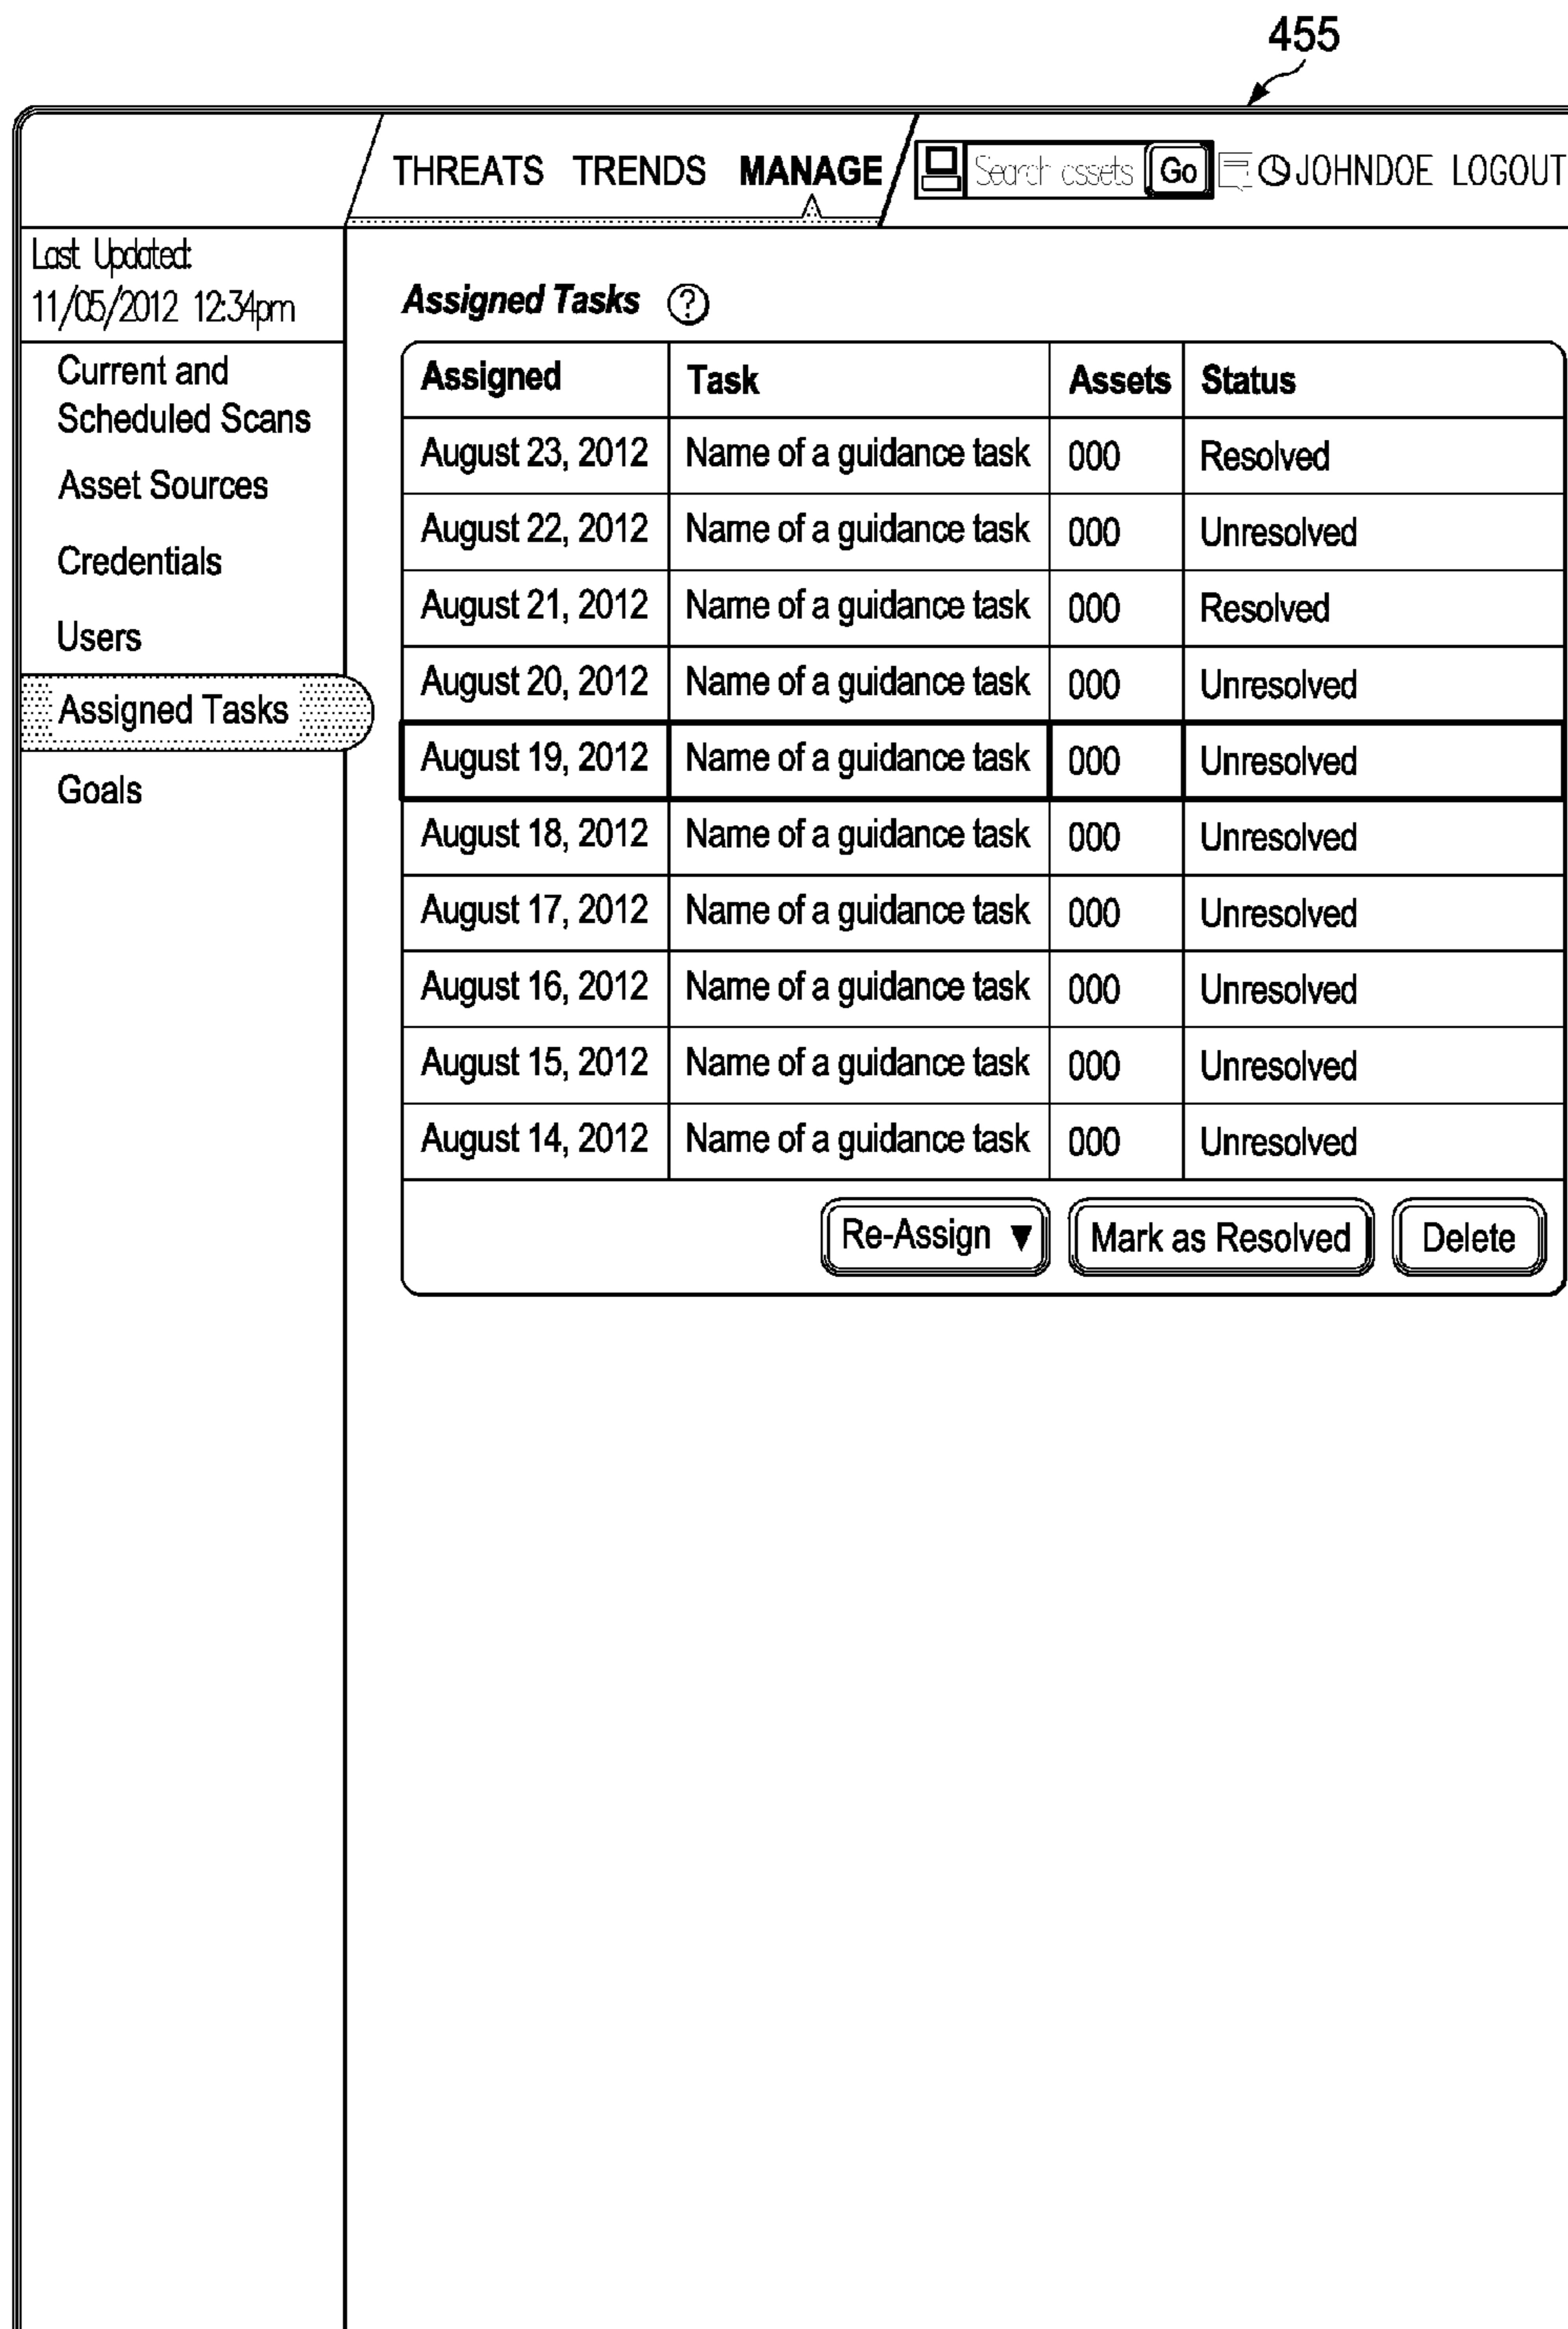 455
THREATS TRENDS MANAGE Search assets Go JOHNDOE LOGOUT
Last Updated:
11/05/2012 12:34pm
Current and
Scheduled Scans
Asset Sources
Credentials
Users
Assigned Tasks
Goals
Assigned Tasks ?
Assigned Task Assets Status
August 23, 2012 Name of a guidance task 000 Resolved
August 22, 2012 Name of a guidance task 000 Unresolved
August 21, 2012 Name of a guidance task 000 Resolved
August 20, 2012 Name of a guidance task 000 Unresolved
August 19, 2012 Name of a guidance task 000 Unresolved
August 18, 2012 Name of a guidance task 000 Unresolved
August 17, 2012 Name of a guidance task 000 Unresolved
August 16, 2012 Name of a guidance task 000 Unresolved
August 15, 2012 Name of a guidance task 000 Unresolved
August 14, 2012 Name of a guidance task 000 Unresolved
Re-Assign ▼ Mark as Resolved Delete